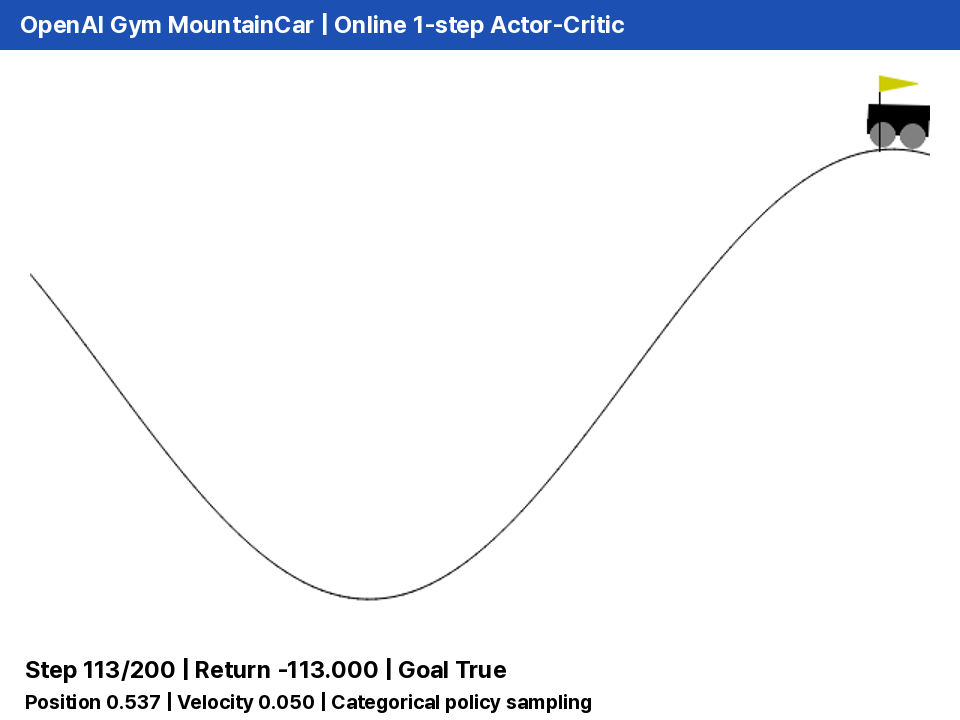 OpenAI Gym MountainCar | Online 1-step Actor-Critic
Step 113/200 | Return -113.000 | Goal True
Position 0.537 | Velocity 0.050 | Categorical policy sampling